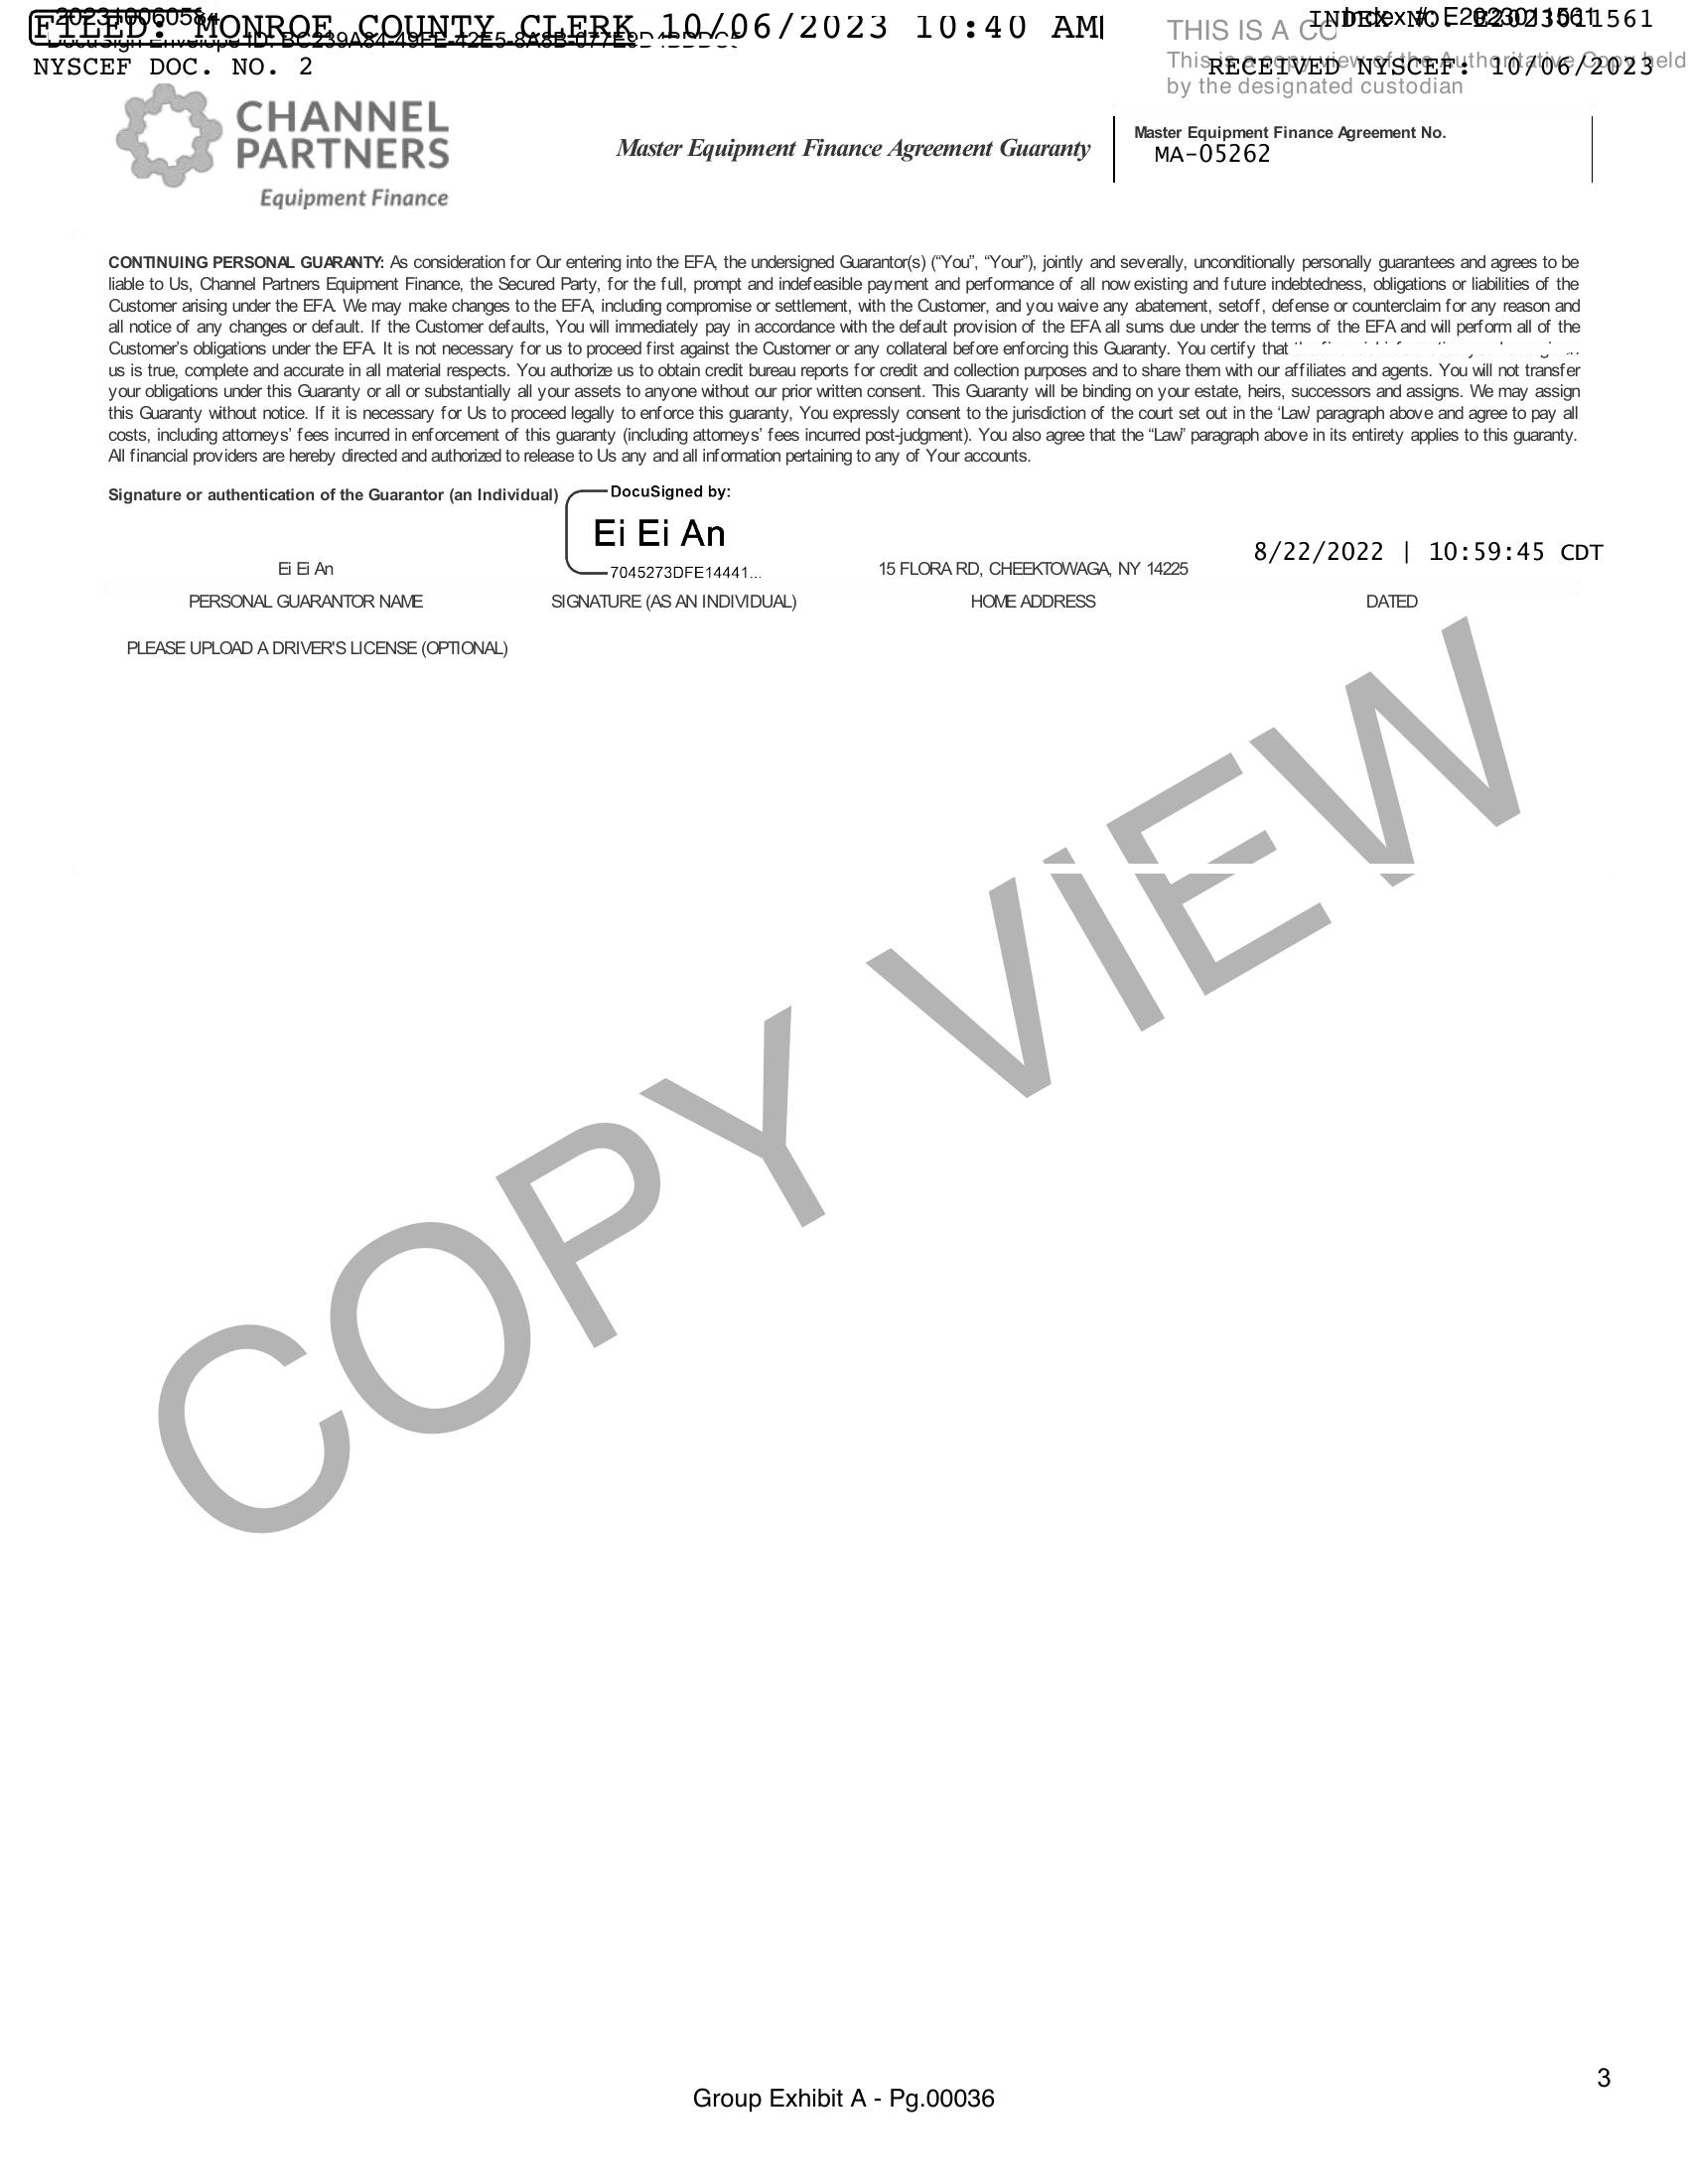 FILED: MONROE COUNTY CLERK 10/06/2023 10:40 AM
202310060584
NYSCEF DOC. NO. 2
THIS IS A
INDEX NO. E2023011561
Index #: E2023011561
This is a copy view of the Authoritative Copy held
RECEIVED NYSCEF: 10/06/2023
by the designated custodian
CHANNEL
PARTNERS
Equipment Finance
Master Equipment Finance Agreement Guaranty
Master Equipment Finance Agreement No.
MA-05262
CONTINUING PERSONAL GUARANTY: As consideration for Our entering into the EFA, the undersigned Guarantor(s) (“You”, “Your”), jointly and severally, unconditionally personally guarantees and agrees to be
liable to Us, Channel Partners Equipment Finance, the Secured Party, for the full, prompt and indefeasible payment and performance of all now existing and future indebtedness, obligations or liabilities of the
Customer arising under the EFA. We may make changes to the EFA, including compromise or settlement, with the Customer, and you waive any abatement, setoff, defense or counterclaim for any reason and
all notice of any changes or default. If the Customer defaults, You will immediately pay in accordance with the default provision of the EFA all sums due under the terms of the EFA and will perform all of the
Customer’s obligations under the EFA. It is not necessary for us to proceed first against the Customer or any collateral before enforcing this Guaranty. You certify that
us is true, complete and accurate in all material respects. You authorize us to obtain credit bureau reports for credit and collection purposes and to share them with our affiliates and agents. You will not transfer
your obligations under this Guaranty or all or substantially all your assets to anyone without our prior written consent. This Guaranty will be binding on your estate, heirs, successors and assigns. We may assign
this Guaranty without notice. If it is necessary for Us to proceed legally to enforce this guaranty, You expressly consent to the jurisdiction of the court set out in the ‘Law’ paragraph above and agree to pay all
costs, including attorneys’ fees incurred in enforcement of this guaranty (including attorneys’ fees incurred post-judgment). You also agree that the “Law” paragraph above in its entirety applies to this guaranty.
All financial providers are hereby directed and authorized to release to Us any and all information pertaining to any of Your accounts.
Signature or authentication of the Guarantor (an Individual)
DocuSigned by:
Ei Ei An
7045273DFE14441...
Ei Ei An
15 FLORA RD, CHEEKTOWAGA, NY 14225
8/22/2022 | 10:59:45 CDT
PERSONAL GUARANTOR NAME
SIGNATURE (AS AN INDIVIDUAL)
HOME ADDRESS
DATED
PLEASE UPLOAD A DRIVER'S LICENSE (OPTIONAL)
COPY VIEW
3
Group Exhibit A - Pg.00036